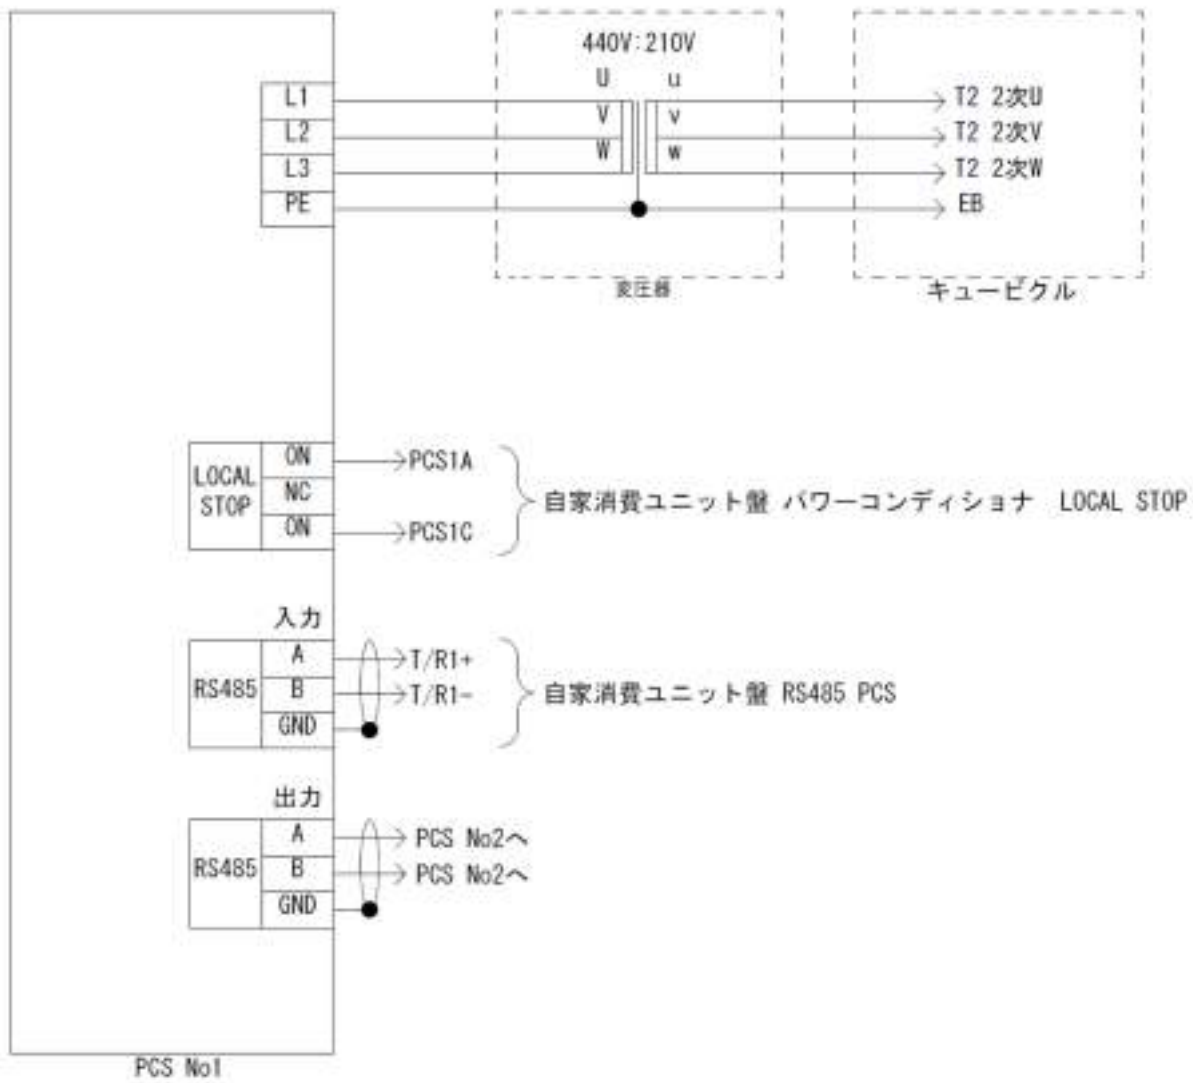 440V:210V
U u
L1 T2 2次U
V v
L2 T2 2次V
W w
L3 T2 2次W
PE EB
変圧器
キュービクル
LOCAL STOP
ON PCS1A
NC
ON PCS1C
自家消費ユニット盤 パワーコンディショナ LOCAL STOP
入力
RS485
A T/R1+
B T/R1-
GND
自家消費ユニット盤 RS485 PCS
出力
RS485
A PCS No2へ
B PCS No2へ
GND
PCS No1